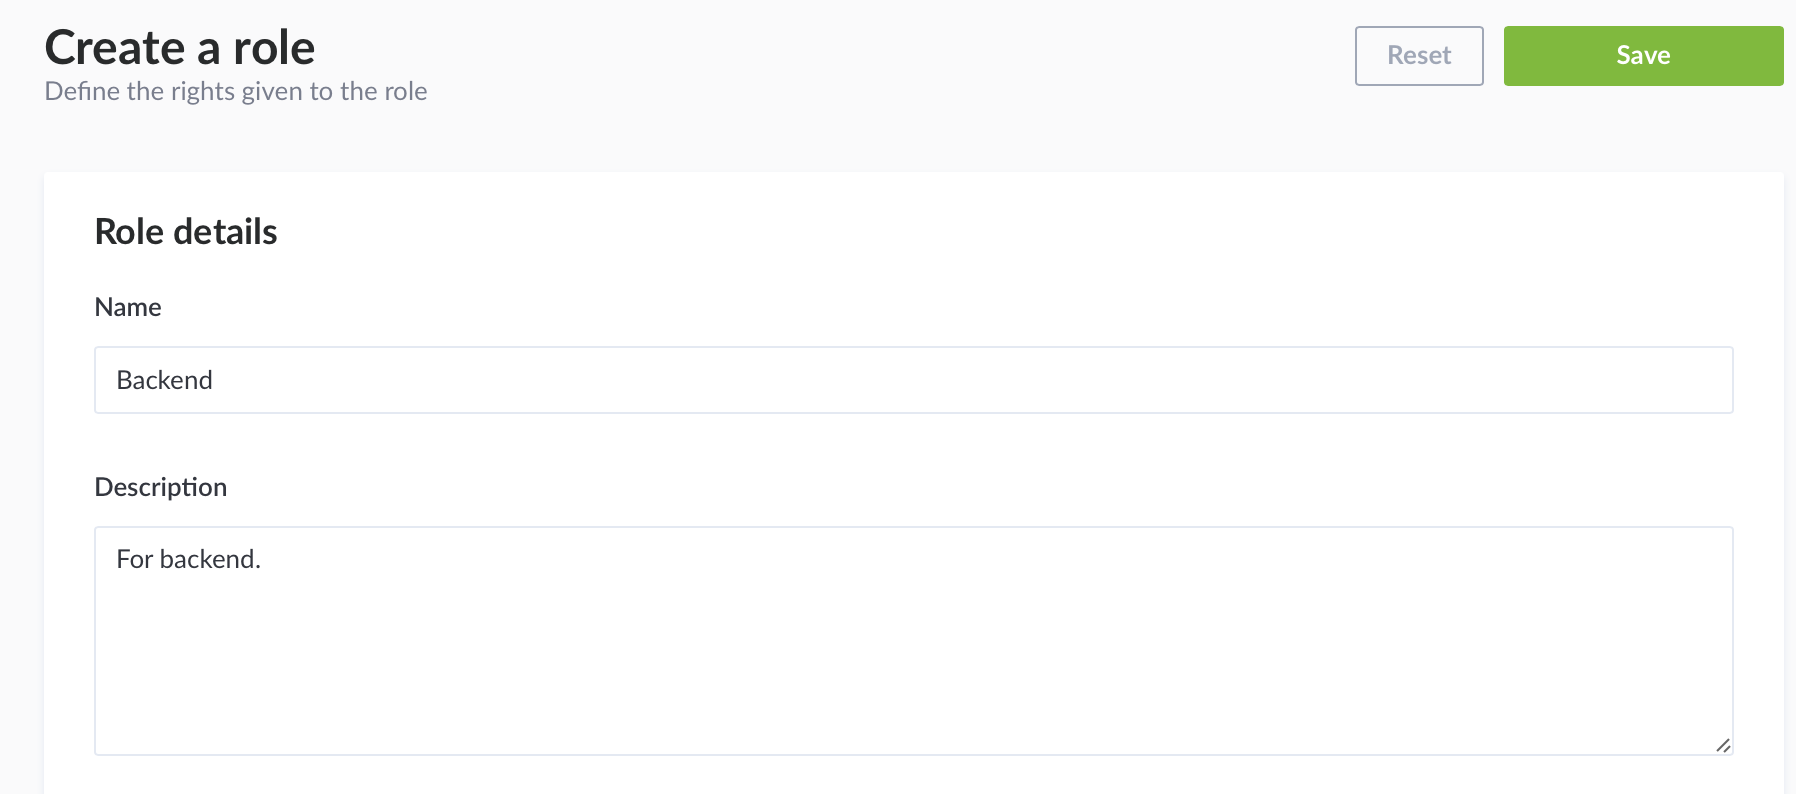 Create a role
Define the rights given to the role
Reset
Save
Role details
Name
Backend
Description
For backend.